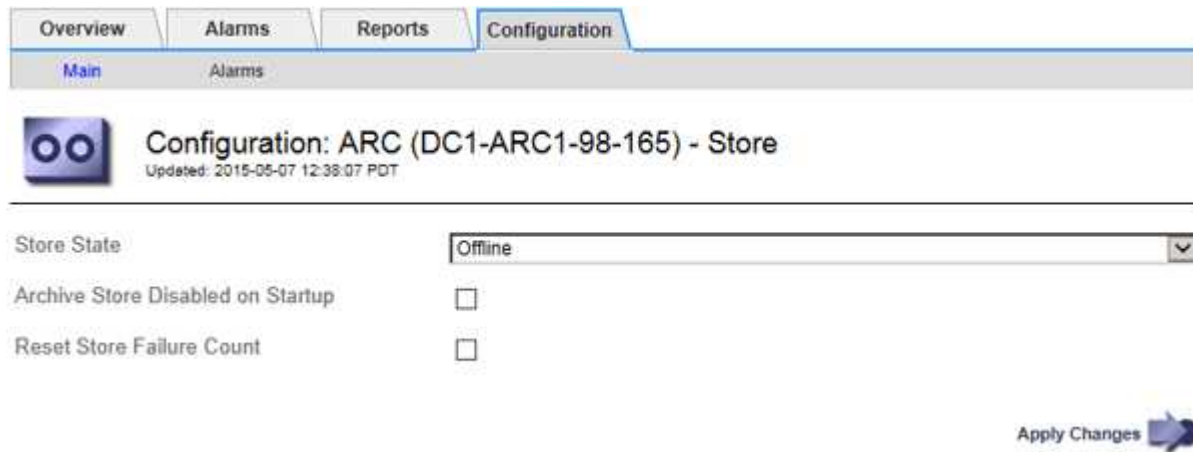 Overview Alarms Reports Configuration
Main Alarms
Configuration: ARC (DC1-ARC1-98-165) - Store
Updated: 2015-05-07 12:38:07 PDT
Store State Offline
Archive Store Disabled on Startup
Reset Store Failure Count
Apply Changes